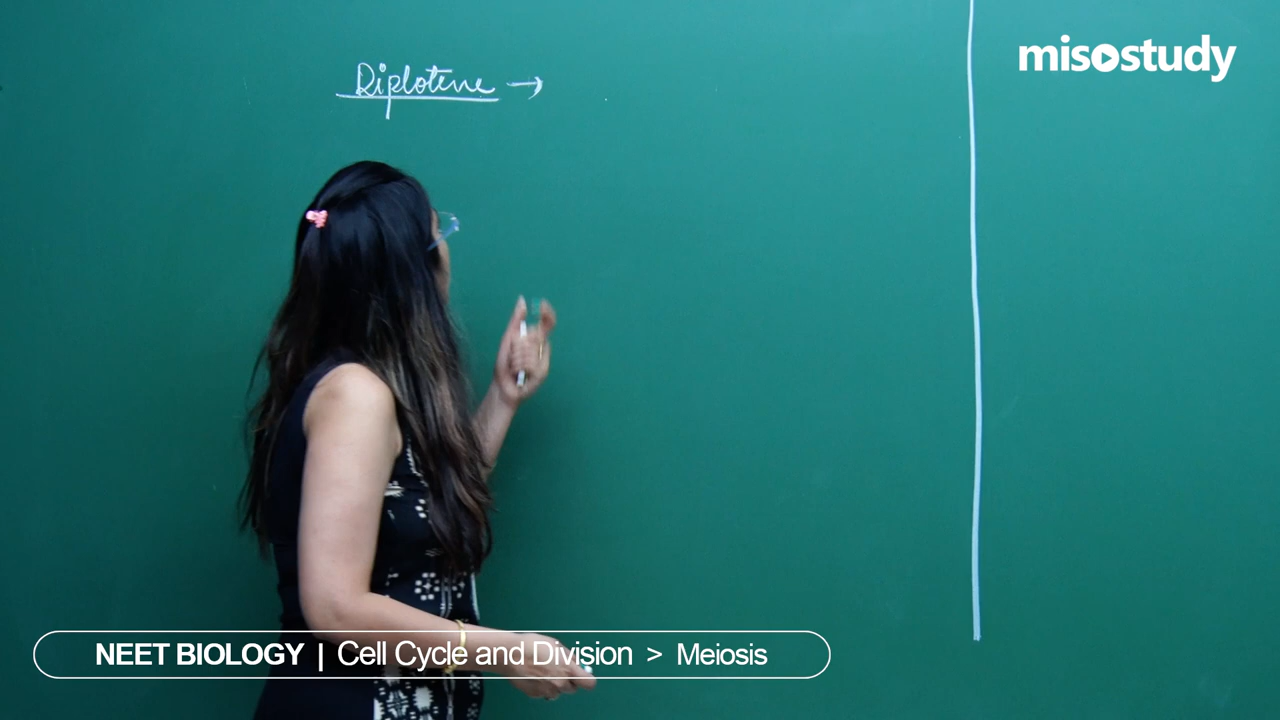 misostudy
Diplotene →
NEET BIOLOGY | Cell Cycle and Division > Meiosis